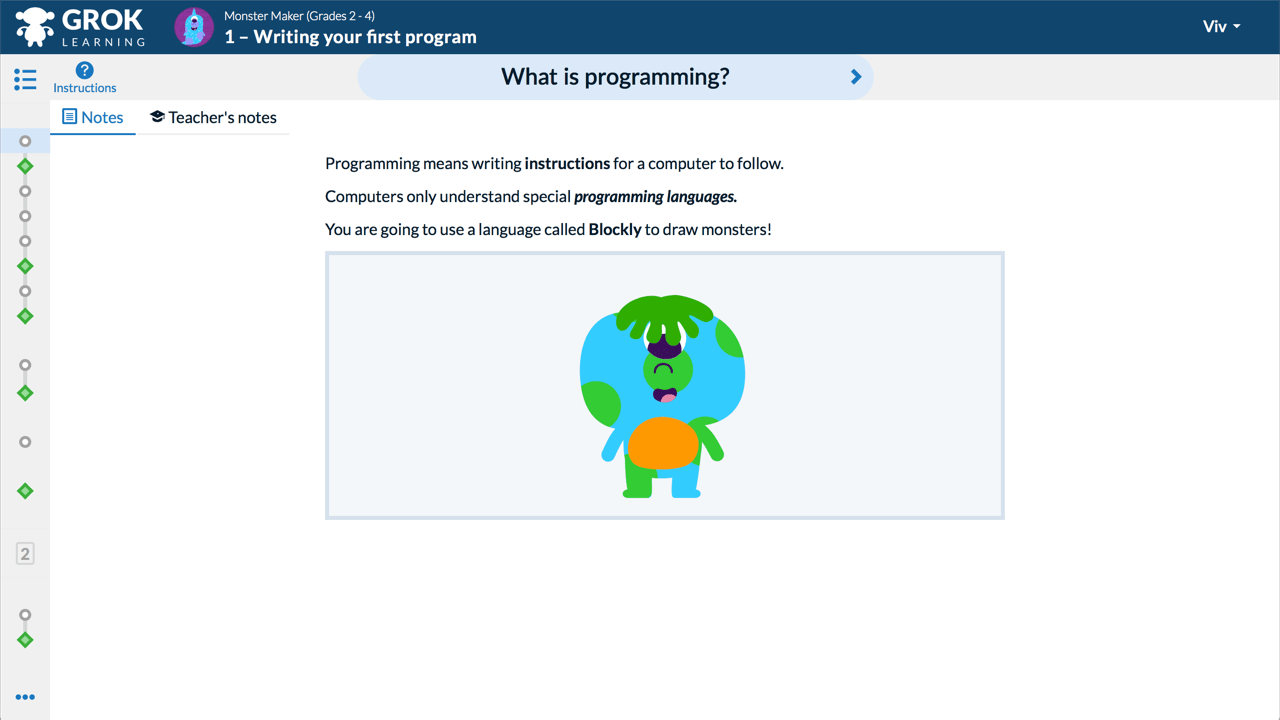 GROK
LEARNING
Monster Maker (Grades 2 - 4)
1 – Writing your first program
Viv
?
Instructions
What is programming?
Notes
Teacher's notes
Programming means writing instructions for a computer to follow.
Computers only understand special programming languages.
You are going to use a language called Blockly to draw monsters!
2